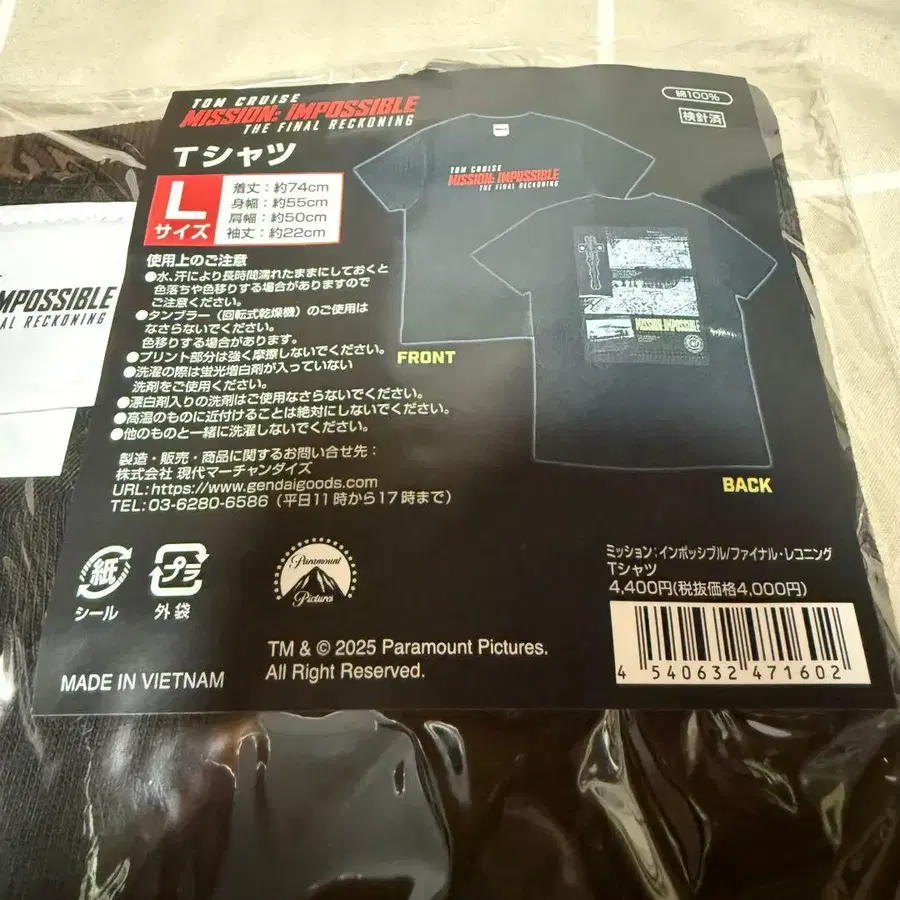 TOM CRUISE
MISSION: IMPOSSIBLE
THE FINAL RECKONING
Tシャツ
綿100%
検針済
L
サイズ
着丈：約74cm
身幅：約55cm
肩幅：約50cm
袖丈：約22cm
使用上のご注意
●水、汗により長時間濡れたままにしておくと
色落ちや色移りする場合がありますので
ご注意ください。
●タンブラー（回転式乾燥機）のご使用は
なさらないでください。
色移りする場合があります。
●プリント部分は強く摩擦しないでください。
●洗濯の際は蛍光増白剤が入っていない
洗剤をご使用ください。
●漂白剤入りの洗剤はご使用なさらないでください。
●高温のものに近付けることは絶対にしないでください。
●他のものと一緒に洗濯しないでください。
製造・販売・商品に関するお問い合せ先：
株式会社 現代マーチャンダイズ
URL:https://www.gendaigoods.com
TEL:03-6280-6586（平日11時から17時まで）
TOM CRUISE
MISSION: IMPOSSIBLE
THE FINAL RECKONING
FRONT
MISSION: IMPOSSIBLE
BACK
MPOSSIBLE
AL RECKONING
紙
シール
プラ
外袋
Paramount
Pictures
TM & © 2025 Paramount Pictures.
All Right Reserved.
MADE IN VIETNAM
ミッション：インポッシブル/ファイナル・レコニング
Tシャツ
4,400円(税抜価格4,000円)
4 540632 471602